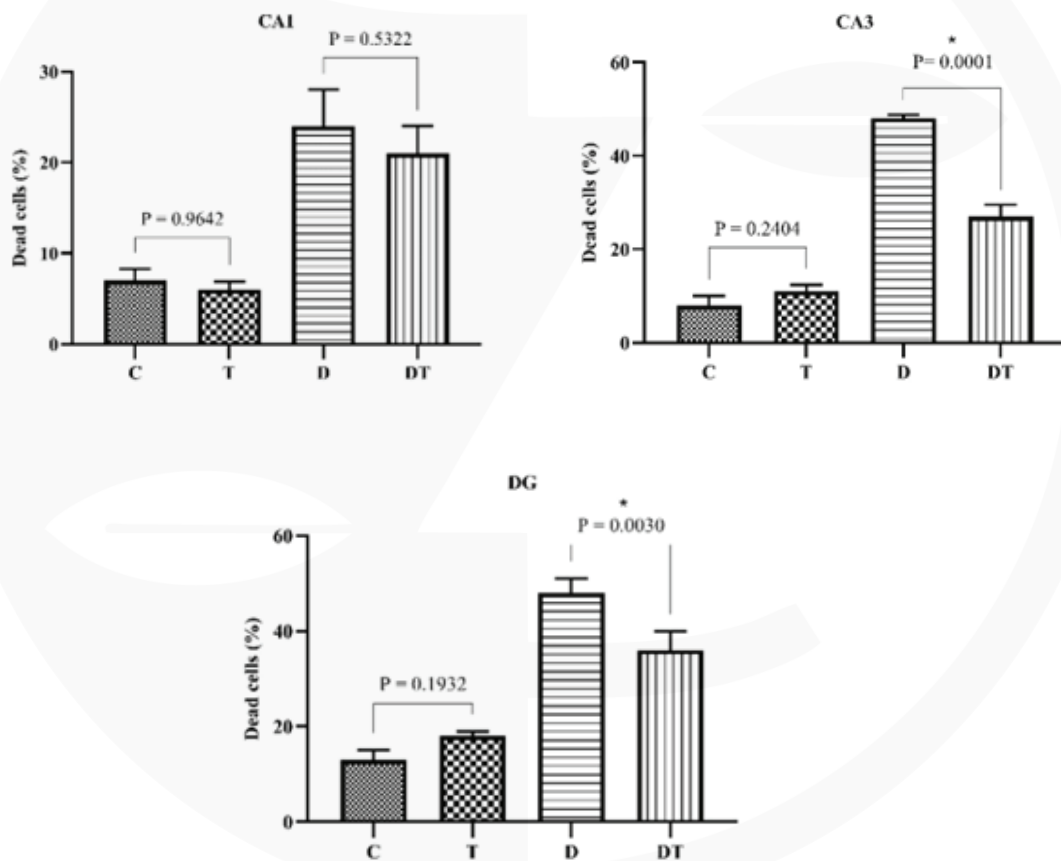 CA1
P = 0.5322
30
20
10
0
Dead cells (%)
P = 0.9642
C T D DT
CA3
*
P= 0.0001
60
40
20
0
Dead cells (%)
P = 0.2404
C T D DT
DG
*
P = 0.0030
60
40
20
0
Dead cells (%)
P = 0.1932
C T D DT